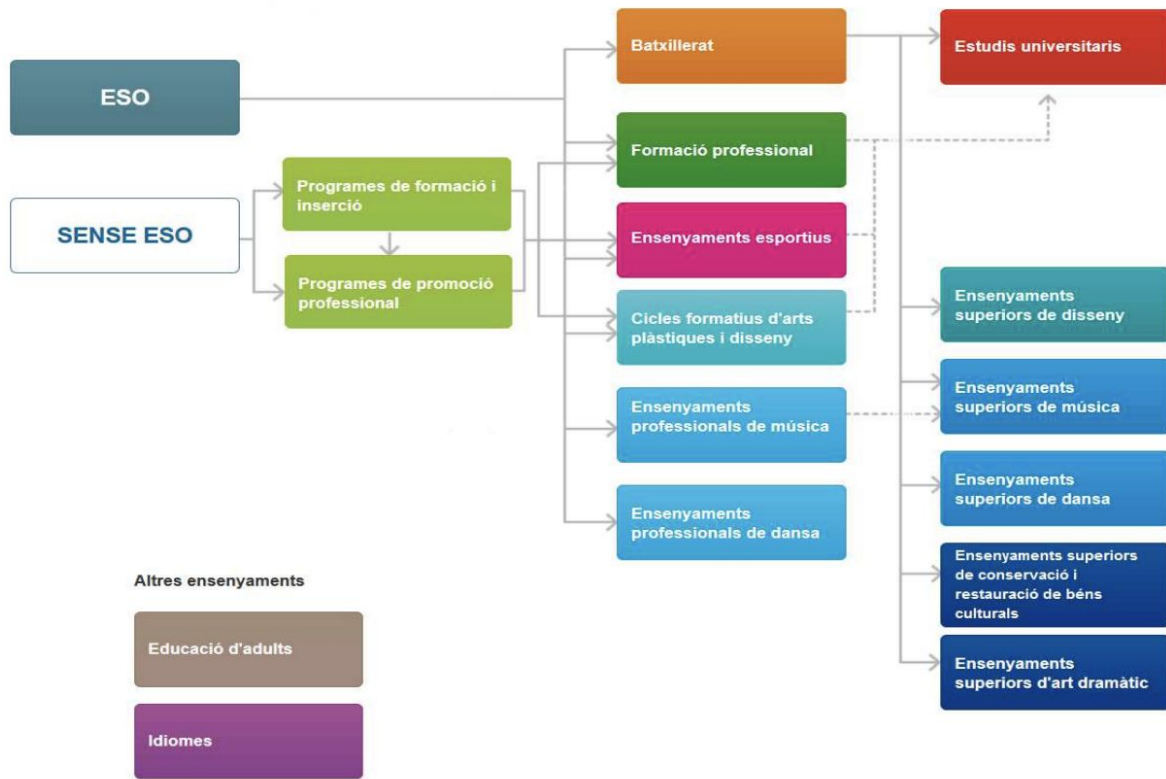 ESO
SENSE ESO
Programes de formació i
inserció
Programes de promoció
professional
Batxillerat
Formació professional
Ensenyaments esportius
Cicles formatius d'arts
plàstiques i disseny
Ensenyaments
professionals de música
Ensenyaments
professionals de dansa
Estudis universitaris
Ensenyaments
superiors de disseny
Ensenyaments
superiors de música
Ensenyaments
superiors de dansa
Ensenyaments superiors
de conservació i
restauració de béns
culturals
Ensenyaments
superiors d'art dramàtic
Altres ensenyaments
Educació d'adults
Idiomes